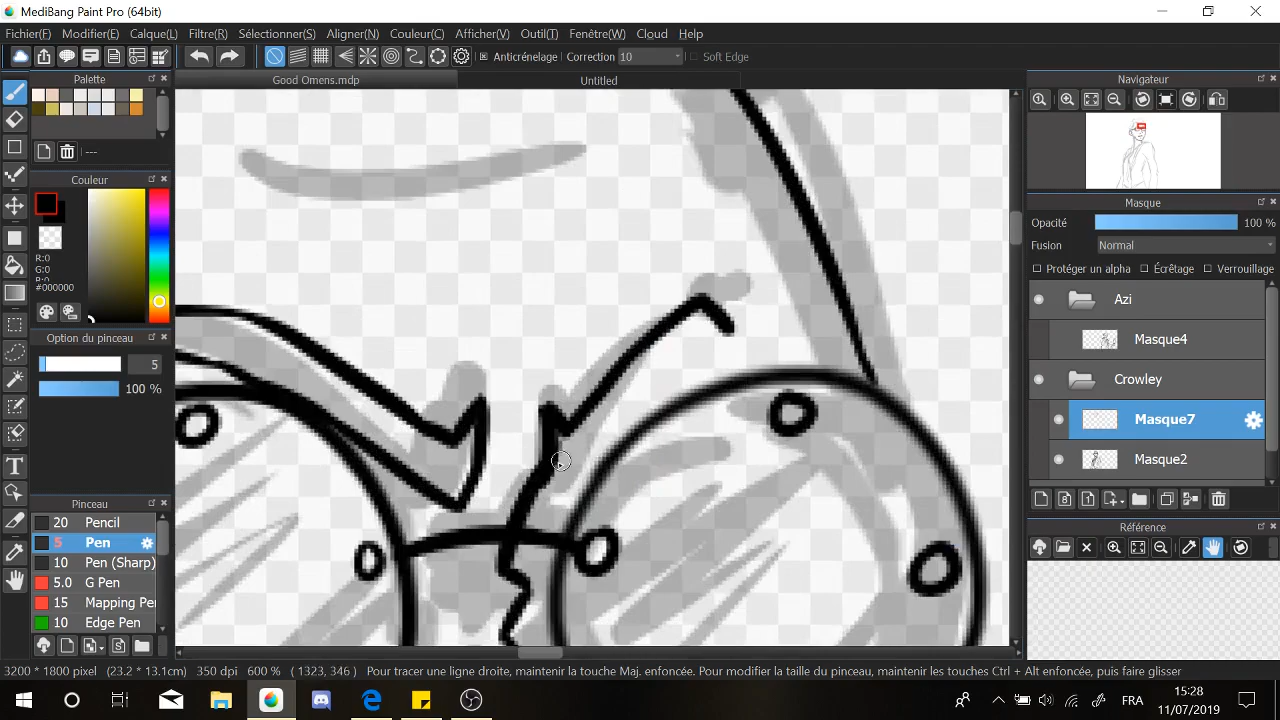 MediBang Paint Pro (64bit)
Fichier(F) Modifier(E) Calque(L) Filtre(R) Sélectionner(S) Aligner(N) Couleur(C) Afficher(V) Outil(T) Fenêtre(W) Cloud Help
Anticrénelage Correction 10 Soft Edge
Palette
Good Omens.mdp Untitled
Navigateur
---
Couleur
R:0
G:0
B:0
#000000
Masque
Opacité 100 %
Fusion Normal
Protéger un alpha Écrêtage Verrouillage
Azi
Masque4
Crowley
Masque7
Masque2
Option du pinceau
5
100 %
Pinceau
20 Pencil
5 Pen
10 Pen (Sharp)
5.0 G Pen
15 Mapping Pen
10 Edge Pen
Référence
3200 * 1800 pixel (23.2 * 13.1cm) 350 dpi 600 % ( 1323, 346 ) Pour tracer une ligne droite, maintenir la touche Maj. enfoncée. Pour modifier la taille du pinceau, maintenir les touches Ctrl + Alt enfoncée, puis faire glisser
FRA
15:28
11/07/2019